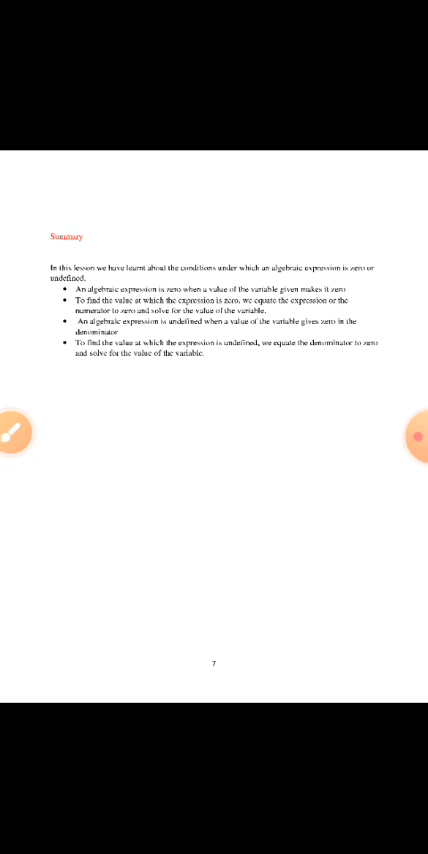 Summary
In this lesson we have learnt about the conditions under which an algebraic expression is zero or
undefined.
• An algebraic expression is zero when a value of the variable given makes it zero
• To find the value at which the expression is zero, we equate the expression or the
numerator to zero and solve for the value of the variable.
• An algebraic expression is undefined when a value of the variable gives zero in the
denominator
• To find the value at which the expression is undefined, we equate the denominator to zero
and solve for the value of the variable.
7